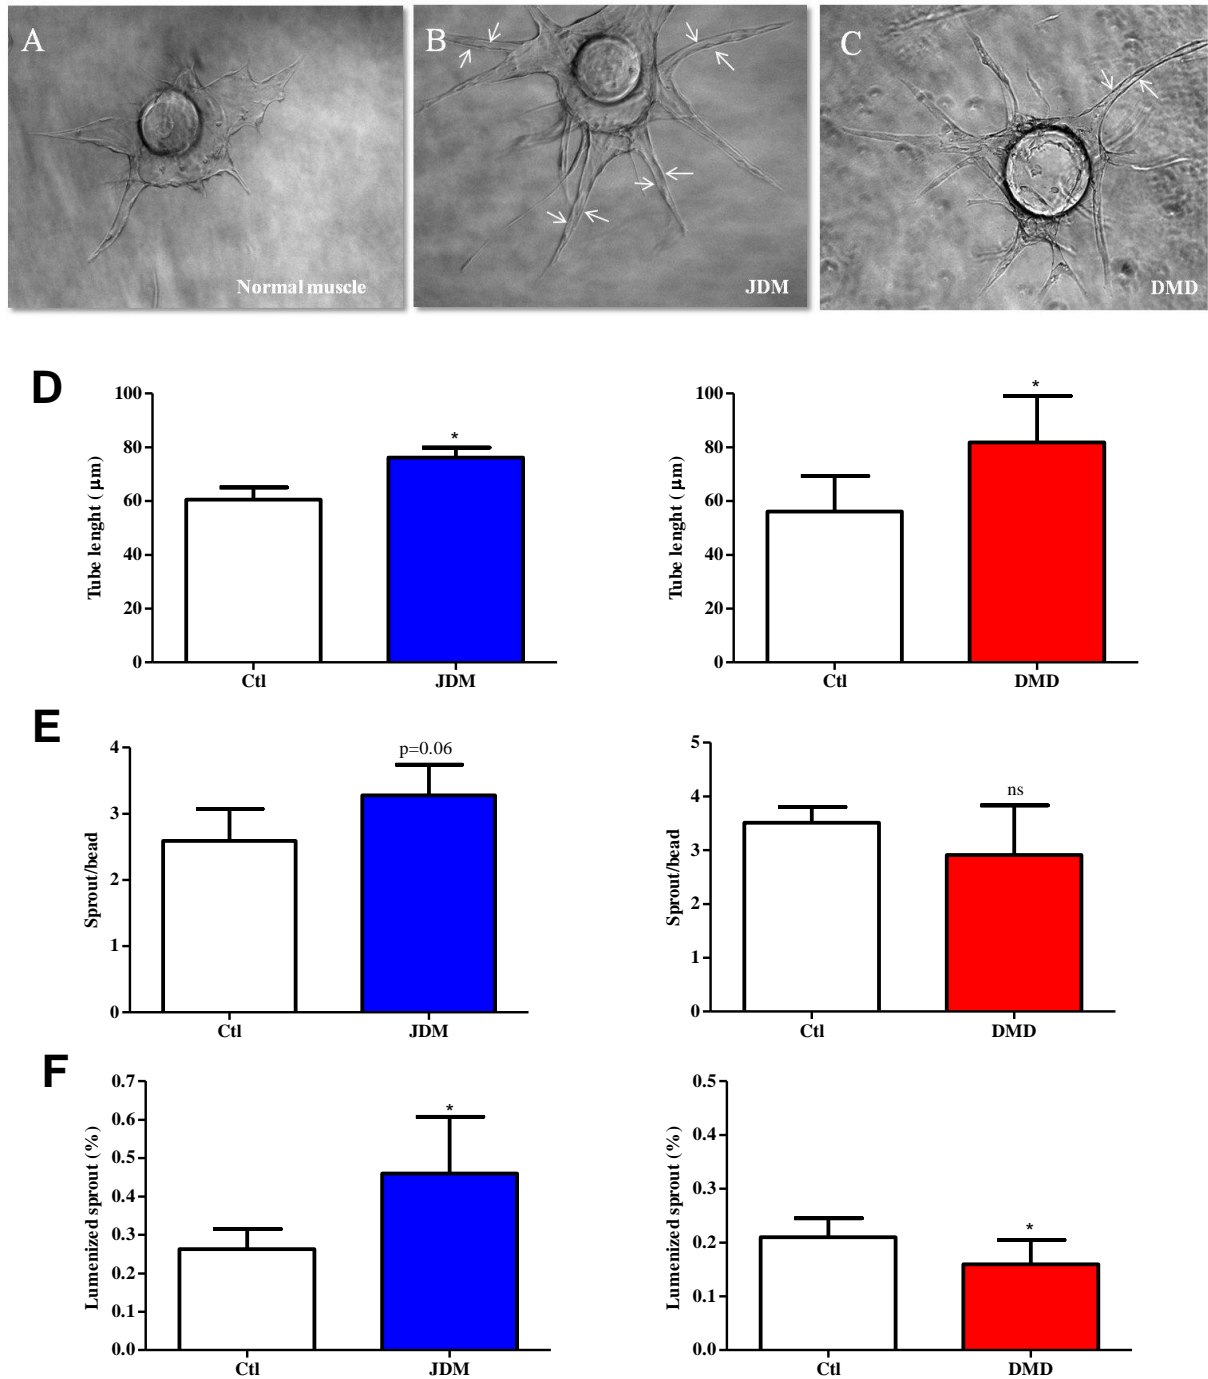 A
B
C
Normal muscle
JDM
DMD
D
100
80
60
40
20
0
Tube lenght ( μm)
*
Ctl
JDM
100
80
60
40
20
0
Tube lenght ( μm)
*
Ctl
DMD
E
4
3
2
1
0
Sprout/bead
p=0.06
Ctl
JDM
5
4
3
2
1
0
Sprout/bead
ns
Ctl
DMD
F
0.7
0.6
0.5
0.4
0.3
0.2
0.1
0.0
Lumenized sprout (%)
*
Ctl
JDM
0.5
0.4
0.3
0.2
0.1
0.0
Lumenized sprout (%)
*
Ctl
DMD